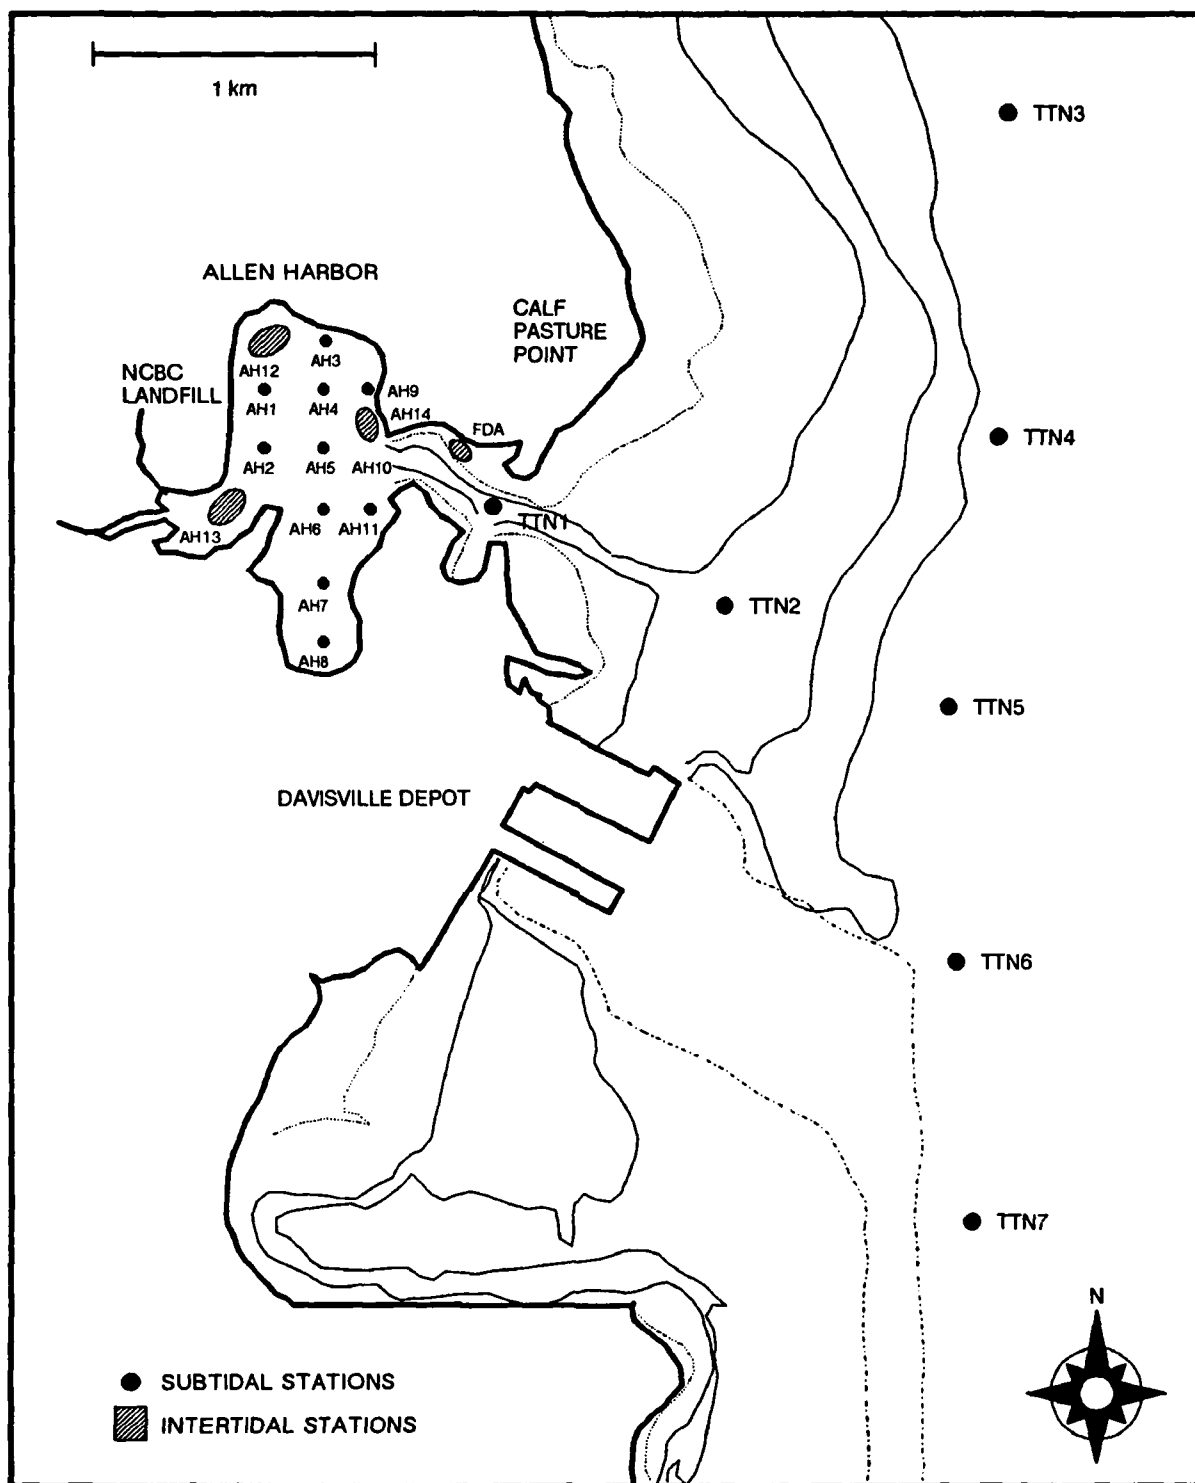 1 km
TTN3
ALLEN HARBOR
CALF
PASTURE
POINT
AH3
AH12
NCBC
LANDFILL
AH1
AH4
AH9
AH14
FDA
TTN4
AH2
AH5
AH10
TTN1
AH6
AH11
AH13
AH7
TTN2
AH8
TTN5
DAVISVILLE DEPOT
TTN6
TTN7
N
SUBTIDAL STATIONS
INTERTIDAL STATIONS